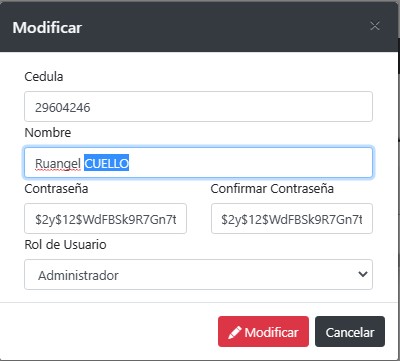 Modificar ×
Cedula
29604246
Nombre
Ruangel CUELLO
Contraseña Confirmar Contraseña
$2y$12$WdFBSk9R7Gn7t $2y$12$WdFBSk9R7Gn7t
Rol de Usuario
Administrador
Modificar Cancelar